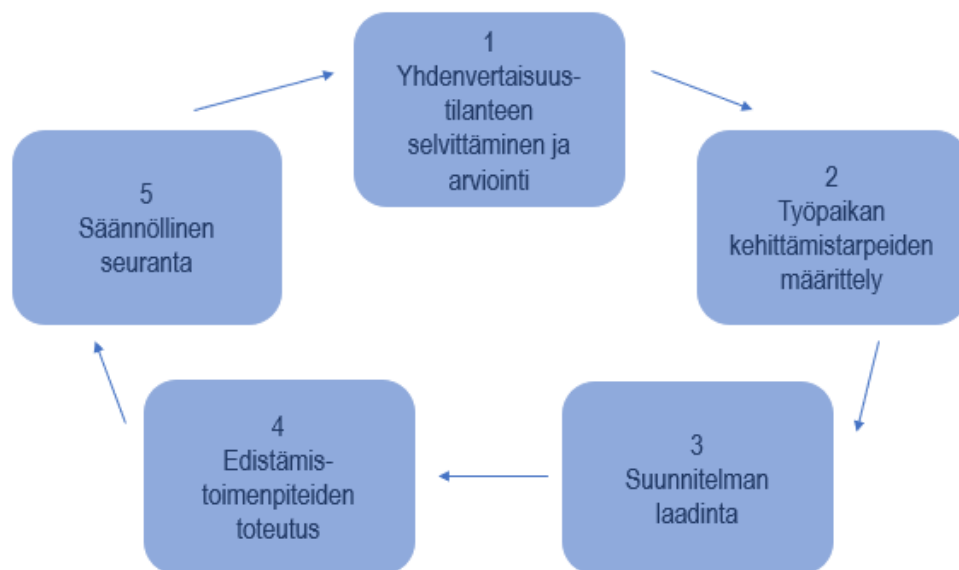 1
Yhdenvertaisuus-
tilanteen
selvittäminen ja
arviointi
2
Työpaikan
kehittämistarpeiden
määrittely
3
Suunnitelman
laadinta
4
Edistämis-
toimenpiteiden
toteutus
5
Säännöllinen
seuranta